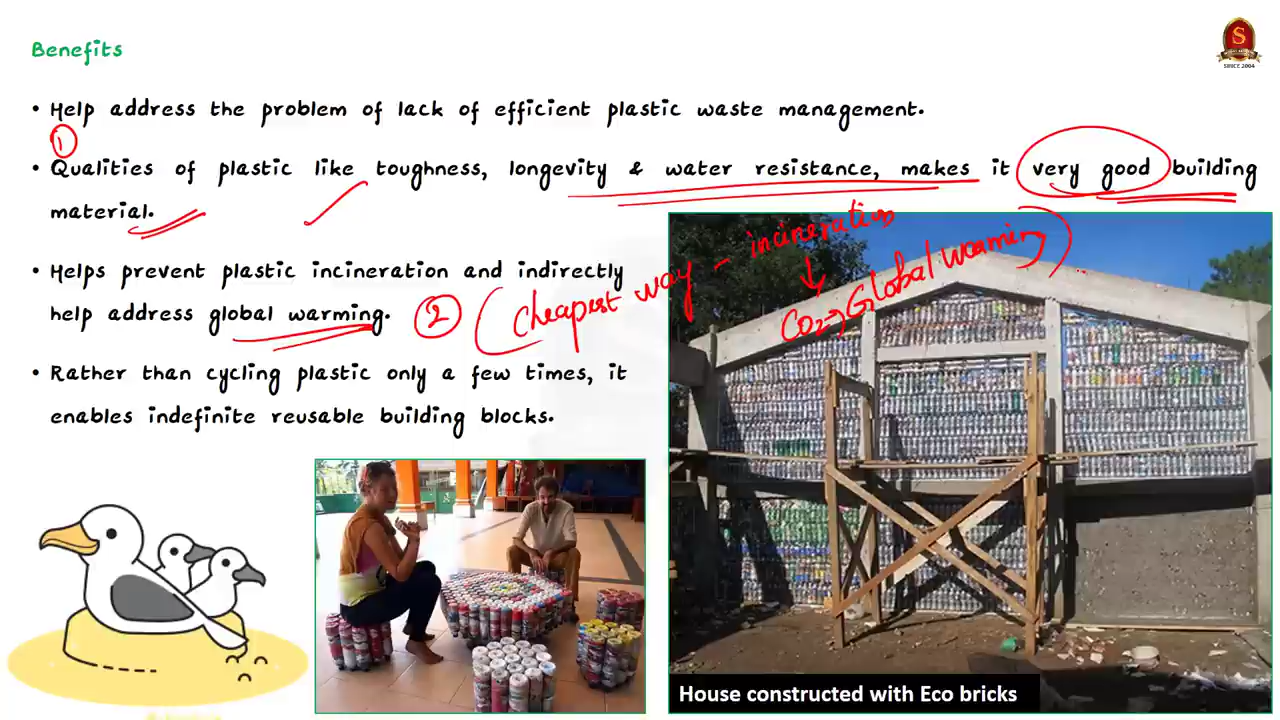 Benefits
S
SINCE 2004
• Help address the problem of lack of efficient plastic waste management.
1
• Qualities of plastic like toughness, longevity & water resistance, makes it very good building
material.
• Helps prevent plastic incineration and indirectly
help address global warming.
2 (Cheapest way - incineration
↓
CO2 → Global warming)
• Rather than cycling plastic only a few times, it
enables indefinite reusable building blocks.
House constructed with Eco bricks